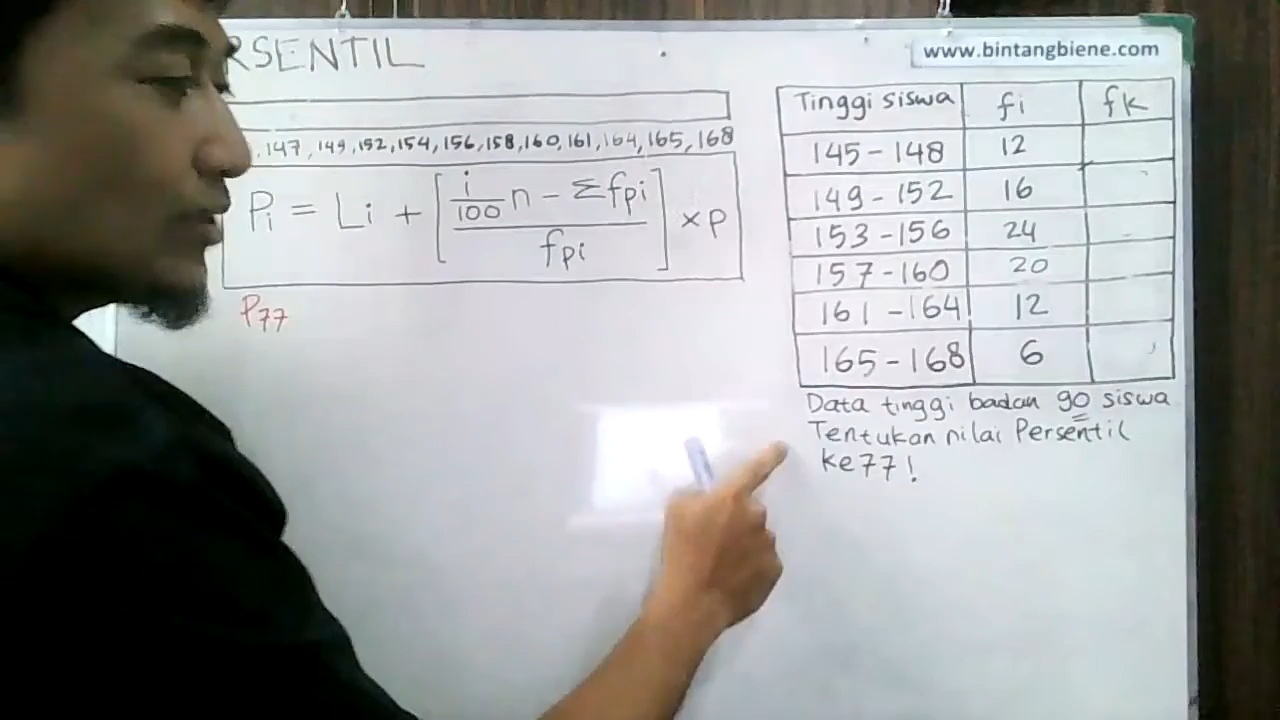 RSENTIL
www.bintangbiene.com
147, 149, 152, 154, 156, 158, 160, 161, 164, 165, 168
Pi = Li + [ i/100 n - Σfpi / fpi ] × p
P77
Tinggi siswa fi fk
145-148 12
149-152 16
153-156 24
157-160 20
161-164 12
165-168 6
Data tinggi badan 90 siswa
Tentukan nilai Persentil
ke 77!